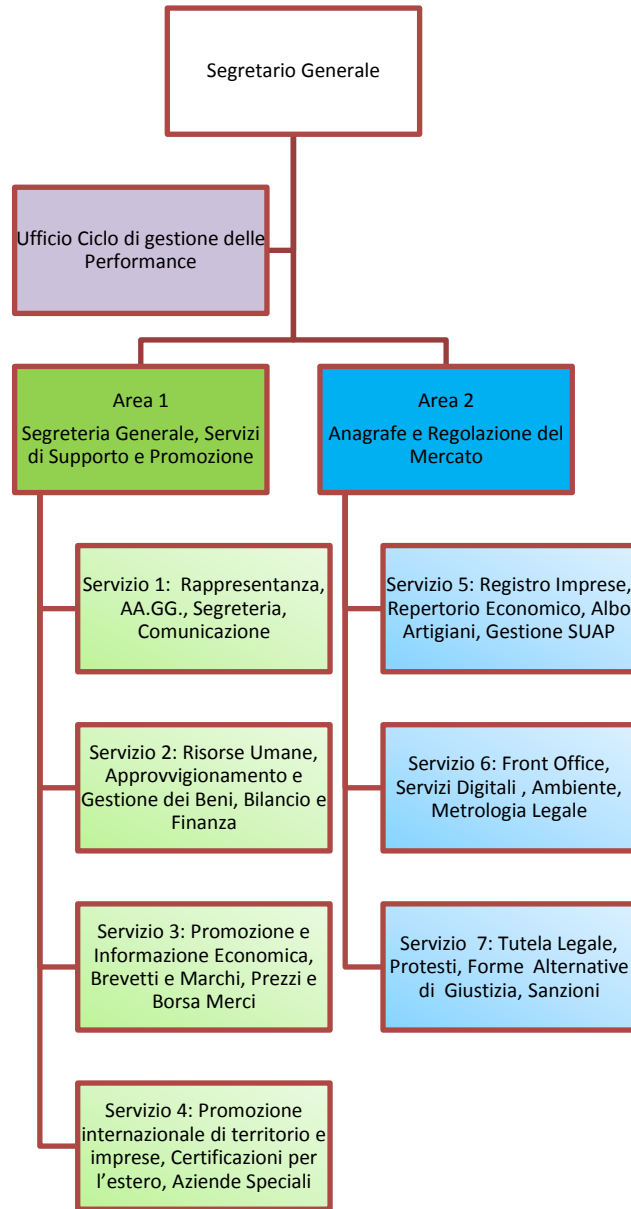 Segretario Generale
Ufficio Ciclo di gestione delle
Performance
Area 1
Segreteria Generale, Servizi
di Supporto e Promozione
Area 2
Anagrafe e Regolazione del
Mercato
Servizio 1:  Rappresentanza,
AA.GG., Segreteria,
Comunicazione
Servizio 2: Risorse Umane,
Approvvigionamento e
Gestione dei Beni, Bilancio e
Finanza
Servizio 3: Promozione e
Informazione Economica,
Brevetti e Marchi, Prezzi e
Borsa Merci
Servizio 4: Promozione
internazionale di territorio e
imprese, Certificazioni per
l’estero, Aziende Speciali
Servizio 5: Registro Imprese,
Repertorio Economico, Albo
Artigiani, Gestione SUAP
Servizio 6: Front Office,
Servizi Digitali , Ambiente,
Metrologia Legale
Servizio  7: Tutela Legale,
Protesti, Forme  Alternative
di  Giustizia, Sanzioni